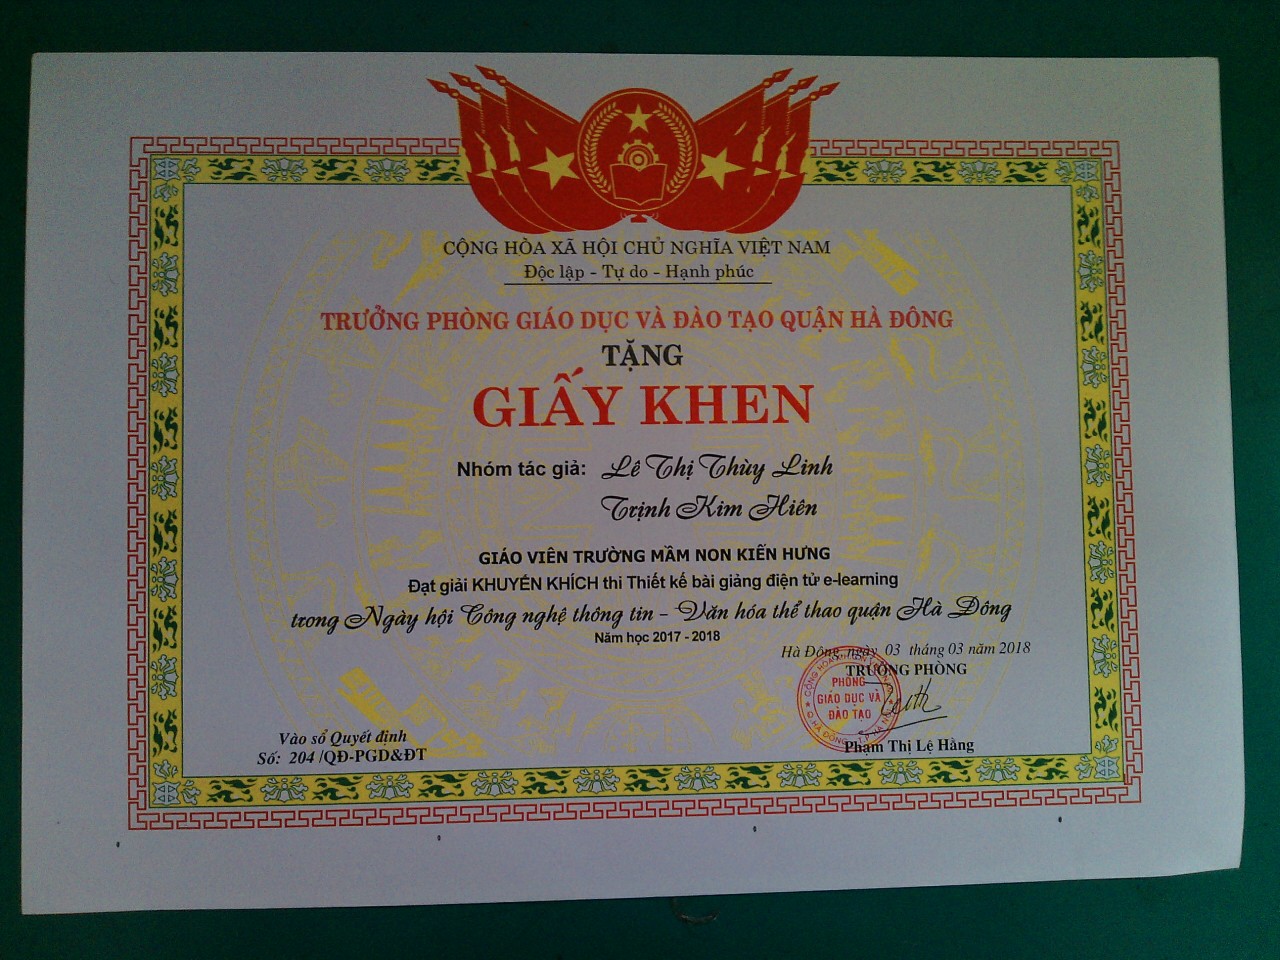 CỘNG HÒA XÃ HỘI CHỦ NGHĨA VIỆT NAM
Độc lập - Tự do - Hạnh phúc
TRƯỞNG PHÒNG GIÁO DỤC VÀ ĐÀO TẠO QUẬN HÀ ĐÔNG
TẶNG
GIẤY KHEN
Nhóm tác giả: Lê Thị Thùy Linh
Trịnh Kim Hiên
GIÁO VIÊN TRƯỜNG MẦM NON KIẾN HƯNG
Đạt giải KHUYẾN KHÍCH thi Thiết kế bài giảng điện tử e-learning
trong Ngày hội Công nghệ thông tin - Văn hóa thể thao quận Hà Đông
Năm học 2017 - 2018
Hà Đông, ngày 03 tháng 03 năm 2018
TRƯỞNG PHÒNG
PHÒNG
GIÁO DỤC VÀ
ĐÀO TẠO
Phạm Thị Lệ Hằng
Vào sổ Quyết định
Số: 204 /QĐ-PGD&ĐT